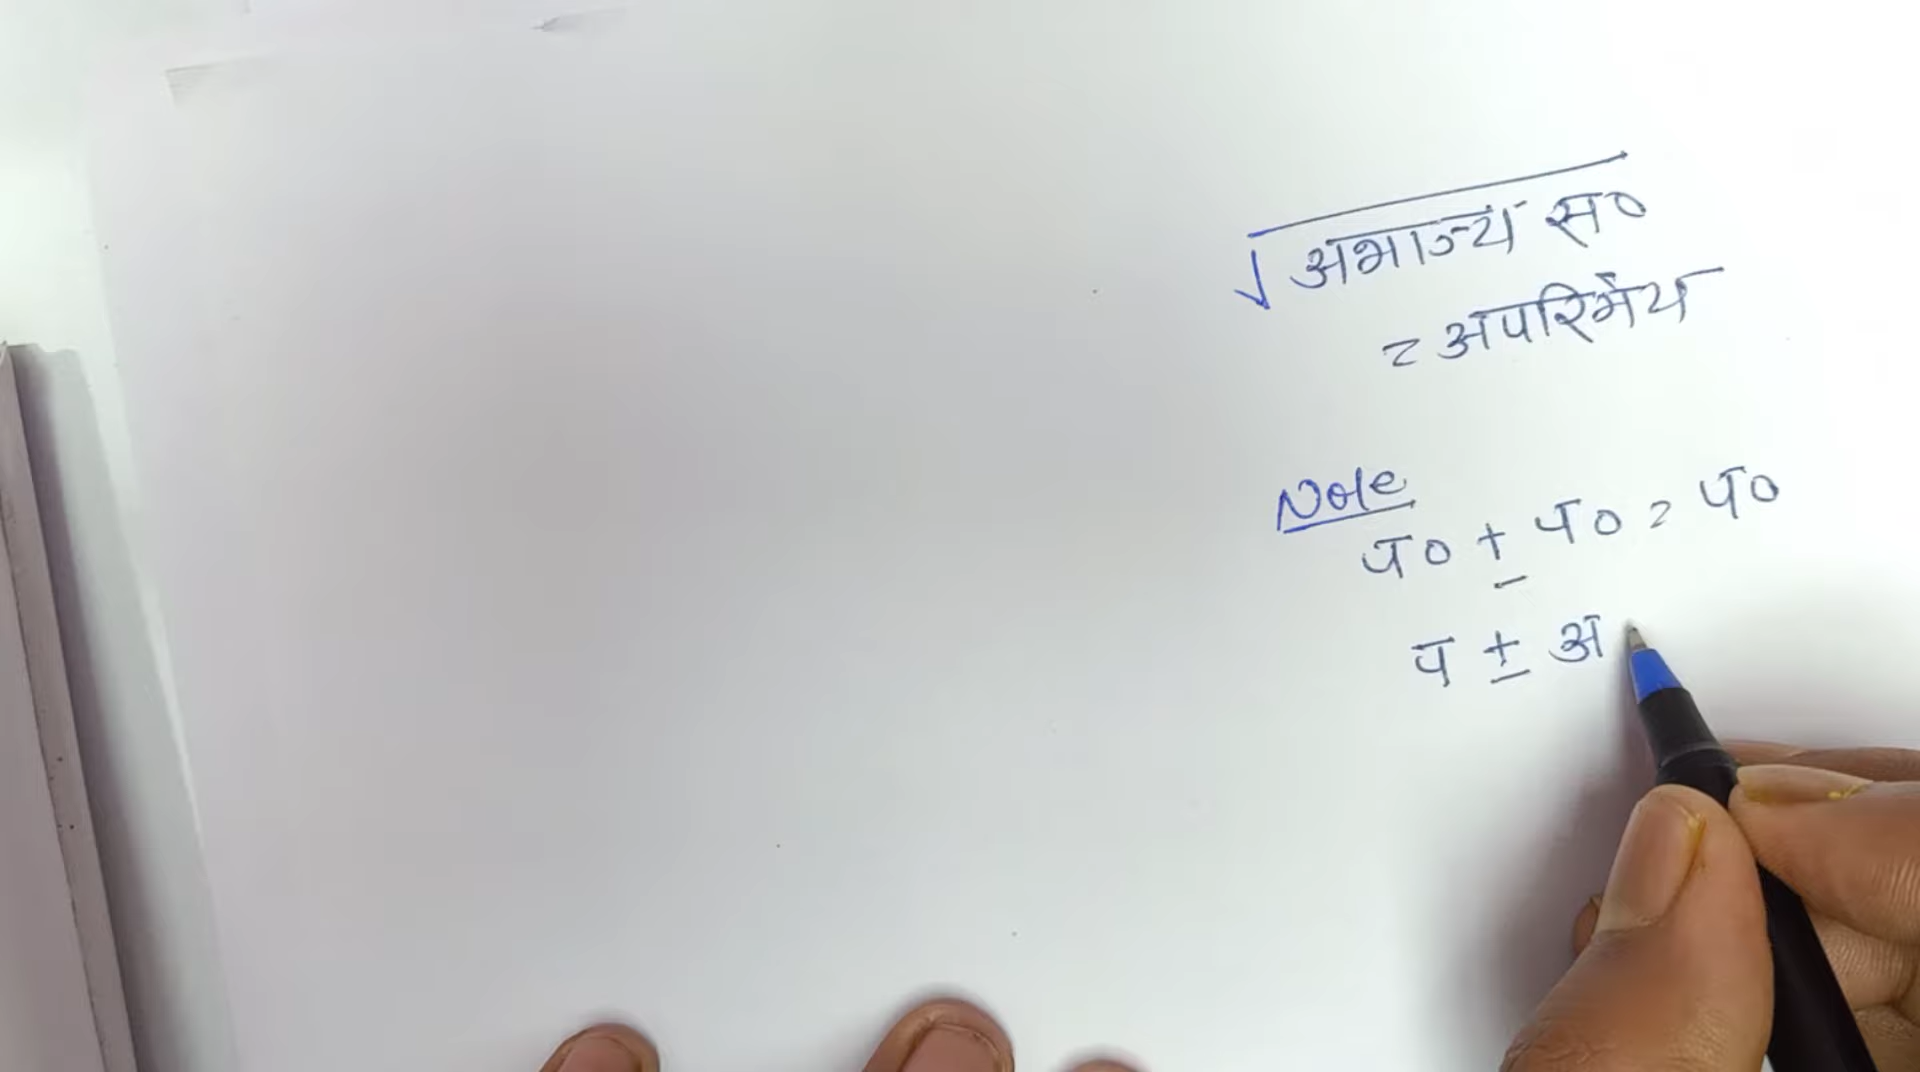 √अभाज्य स०
= अपरिमेय
Note
प० ± प० = प०
प ± अ